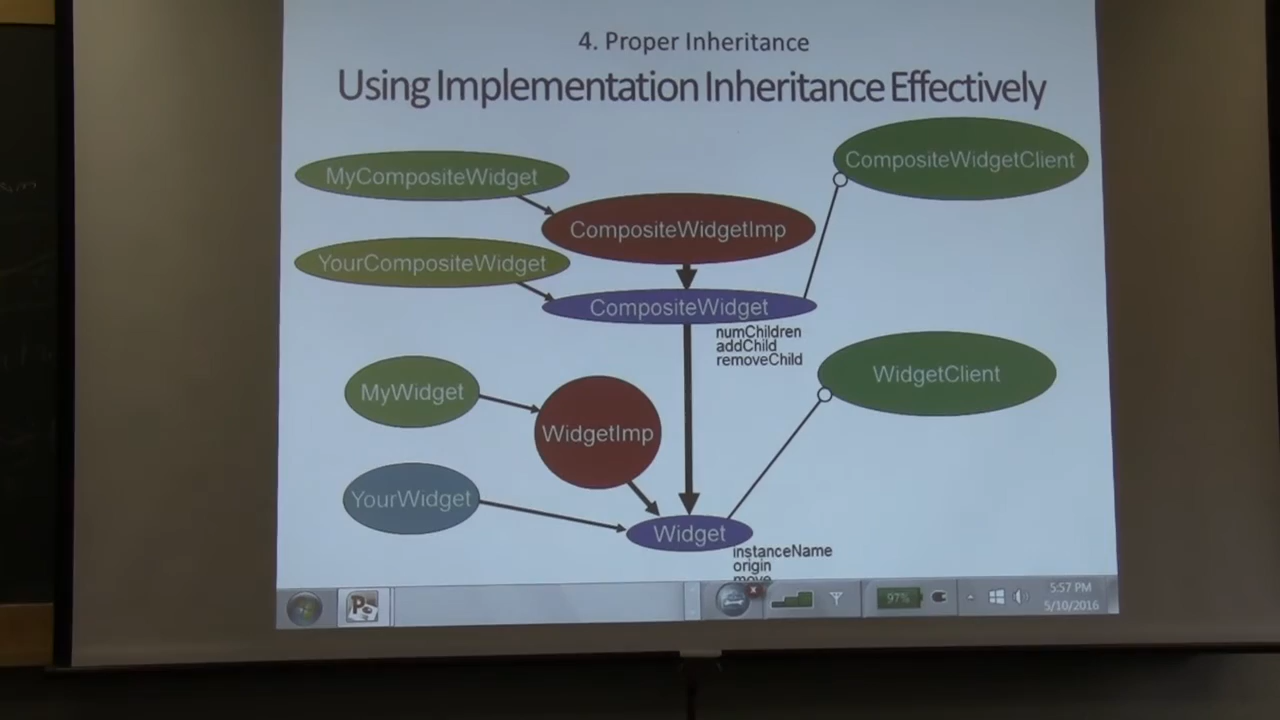 4. Proper Inheritance
Using Implementation Inheritance Effectively
CompositeWidgetClient
MyCompositeWidget
CompositeWidgetImp
YourCompositeWidget
CompositeWidget
numChildren
addChild
removeChild
WidgetClient
MyWidget
WidgetImp
YourWidget
Widget
instanceName
origin
move
97%
5:57 PM
5/10/2016